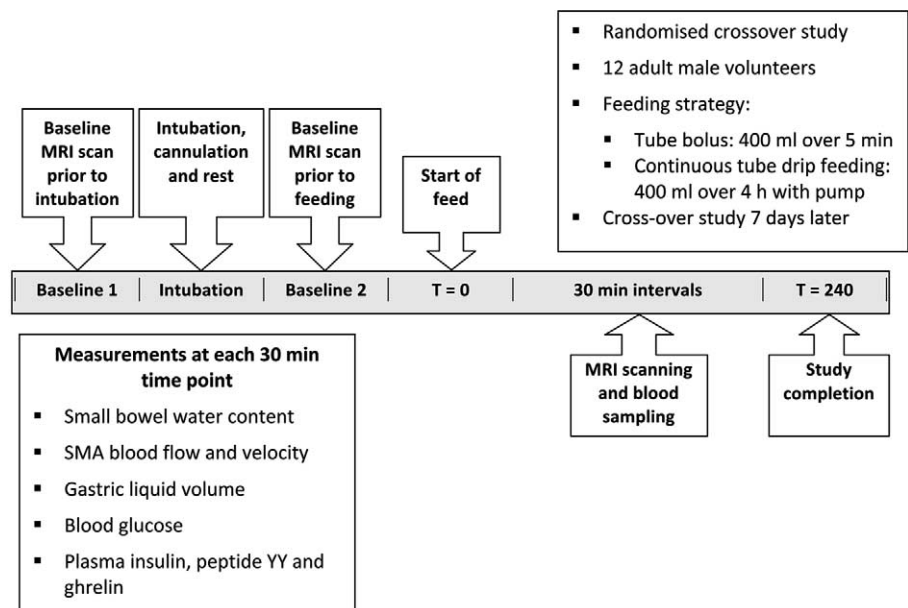 ▪ Randomised crossover study
▪ 12 adult male volunteers
▪ Feeding strategy:
▪ Tube bolus: 400 ml over 5 min
▪ Continuous tube drip feeding:
400 ml over 4 h with pump
▪ Cross-over study 7 days later
Baseline
MRI scan
prior to
intubation
Intubation,
cannulation
and rest
Baseline
MRI scan
prior to
feeding
Start of
feed
Baseline 1
Intubation
Baseline 2
T = 0
30 min intervals
T = 240
Measurements at each 30 min
time point
▪ Small bowel water content
▪ SMA blood flow and velocity
▪ Gastric liquid volume
▪ Blood glucose
▪ Plasma insulin, peptide YY and
ghrelin
MRI scanning
and blood
sampling
Study
completion